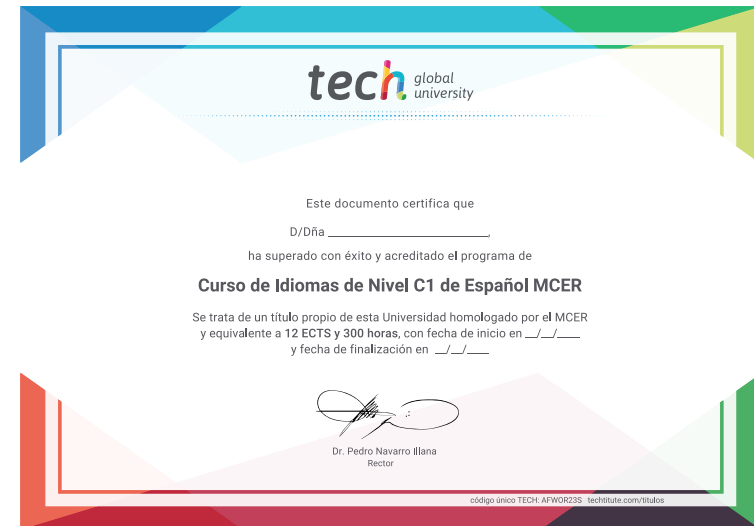 tech global university
Este documento certifica que
D/Dña ______________________________,
ha superado con éxito y acreditado el programa de
Curso de Idiomas de Nivel C1 de Español MCER
Se trata de un título propio de esta Universidad homologado por el MCER
y equivalente a 12 ECTS y 300 horas, con fecha de inicio en __/__/____
y fecha de finalización en __/__/____
Dr. Pedro Navarro Illana
Rector
código único TECH: AFWOR23S techtitute.com/titulos